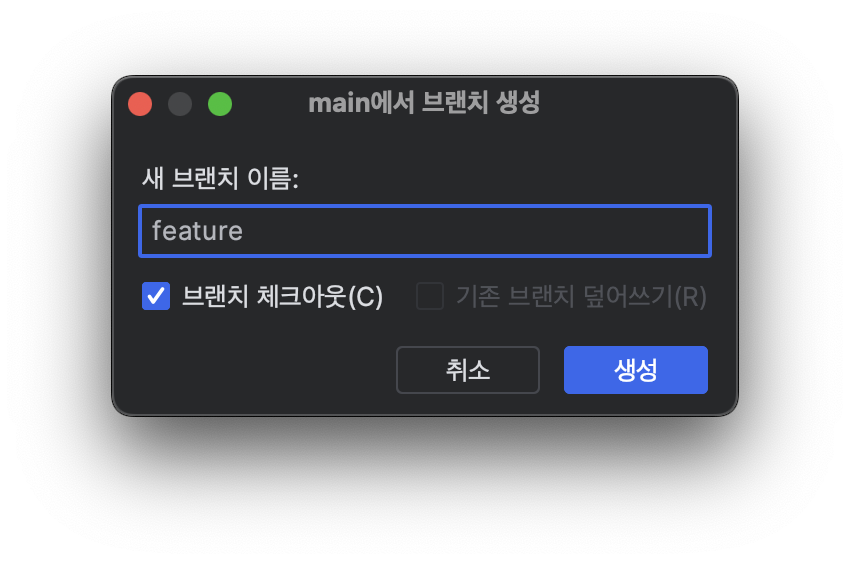 main에서 브랜치 생성
새 브랜치 이름:
feature
브랜치 체크아웃(C) 기존 브랜치 덮어쓰기(R)
취소 생성